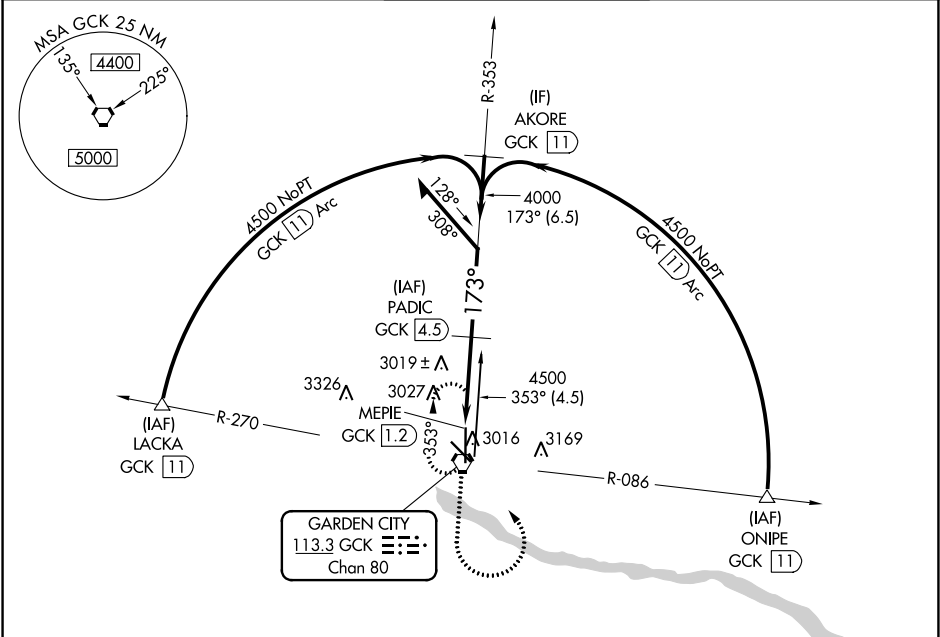 MSA GCK 25 NM
135°
4400
225°
5000
R-353
(IF)
AKORE
GCK 11
4500 NoPT
GCK 11 Arc
128°
308°
4000
173° (6.5)
4500 NoPT
GCK 11 Arc
173°
(IAF)
PADIC
GCK 4.5
3019 ±
3326
3027
4500
353° (4.5)
MEPIE
GCK 1.2
353°
3016
3169
R-270
(IAF)
LACKA
GCK 11
R-086
(IAF)
ONIPE
GCK 11
GARDEN CITY
113.3 GCK
Chan 80